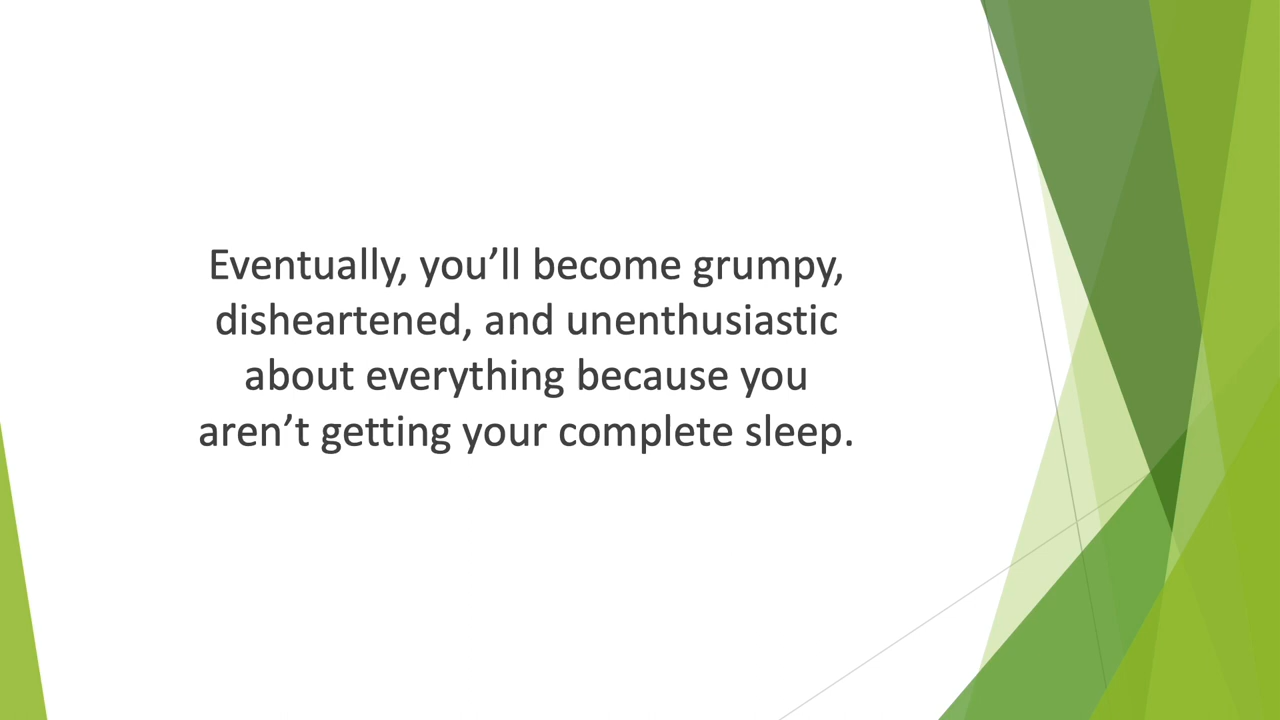 Eventually, you’ll become grumpy,
disheartened, and unenthusiastic
about everything because you
aren’t getting your complete sleep.